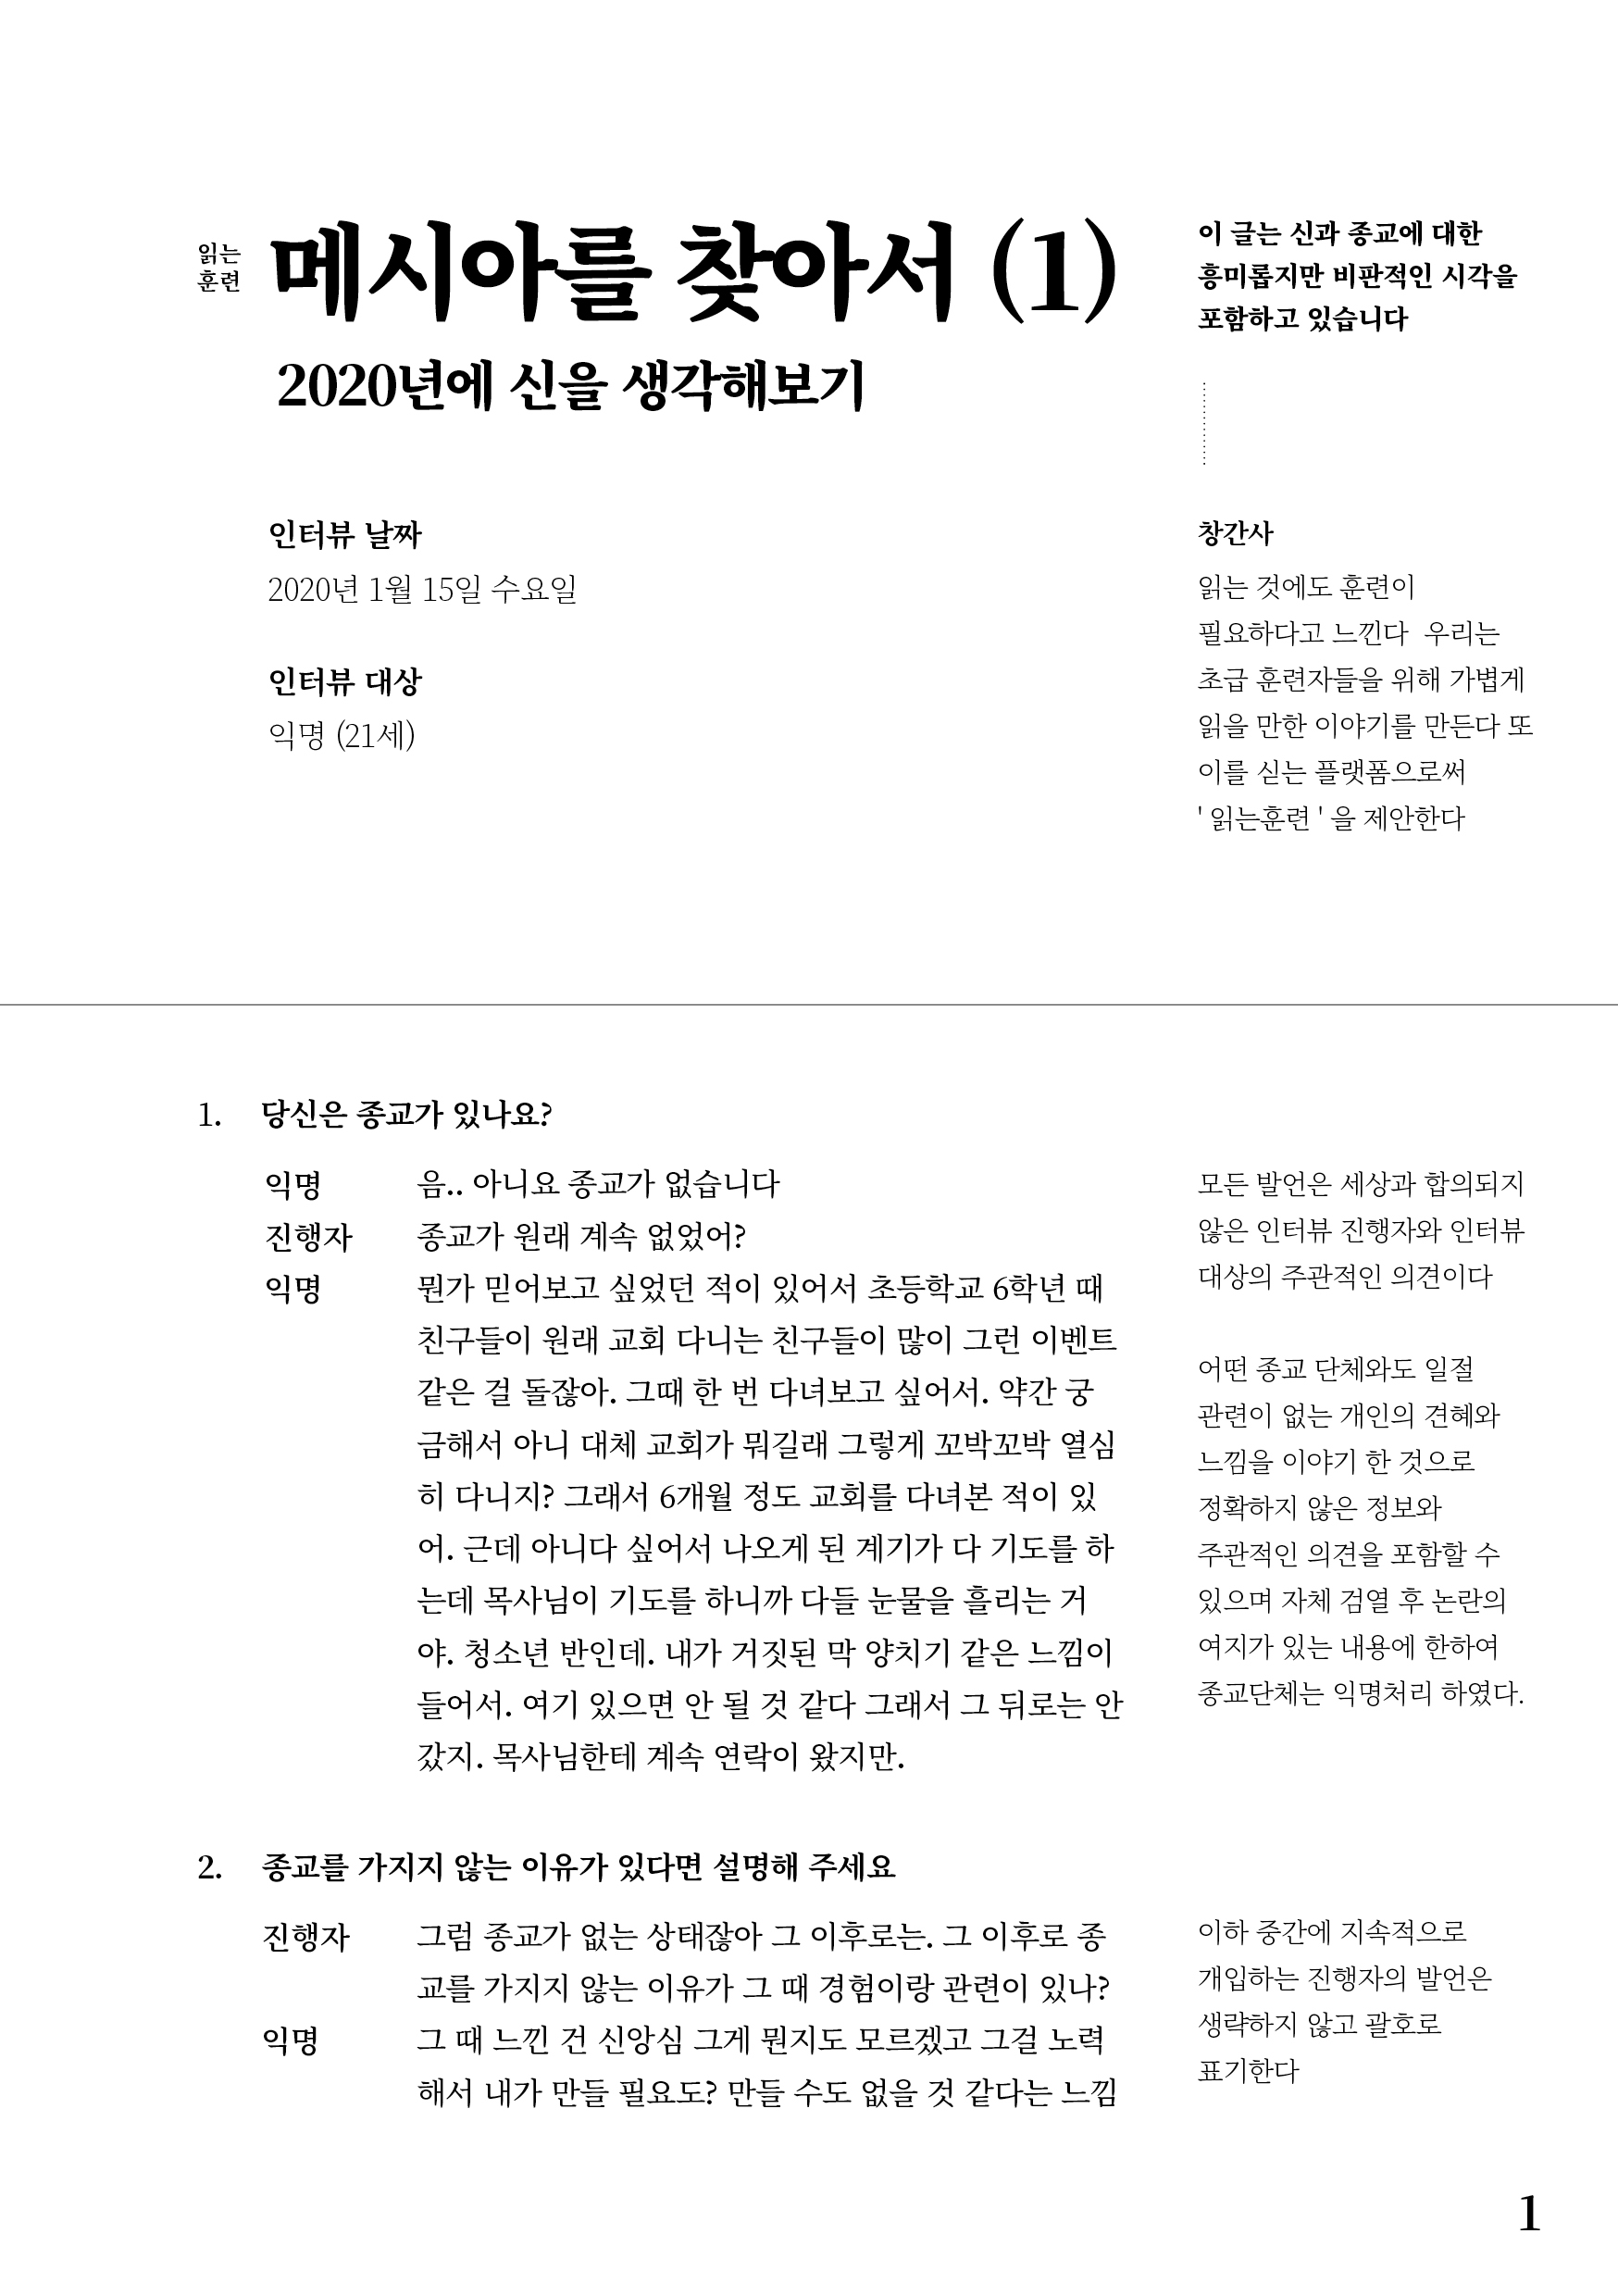 읽는
훈련
메시아를 찾아서 (1)
2020년에 신을 생각해보기
이 글는 신과 종교에 대한
흥미롭지만 비판적인 시각을
포함하고 있습니다
인터뷰 날짜
2020년 1월 15일 수요일
인터뷰 대상
익명 (21세)
창간사
읽는 것에도 훈련이
필요하다고 느낀다 우리는
초급 훈련자들을 위해 가볍게
읽을 만한 이야기를 만든다 또
이를 싣는 플랫폼으로써
' 읽는훈련 ' 을 제안한다
1. 당신은 종교가 있나요?
익명 음.. 아니요 종교가 없습니다
진행자 종교가 원래 계속 없었어?
익명 뭔가 믿어보고 싶었던 적이 있어서 초등학교 6학년 때
친구들이 원래 교회 다니는 친구들이 많이 그런 이벤트
같은 걸 돌잖아. 그때 한 번 다녀보고 싶어서. 약간 궁
금해서 아니 대체 교회가 뭐길래 그렇게 꼬박꼬박 열심
히 다니지? 그래서 6개월 정도 교회를 다녀본 적이 있
어. 근데 아니다 싶어서 나오게 된 계기가 다 기도를 하
는데 목사님이 기도를 하니까 다들 눈물을 흘리는 거
야. 청소년 반인데. 내가 거짓된 막 양치기 같은 느낌이
들어서. 여기 있으면 안 될 것 같다 그래서 그 뒤로는 안
갔지. 목사님한테 계속 연락이 왔지만.
모든 발언은 세상과 합의되지
않은 인터뷰 진행자와 인터뷰
대상의 주관적인 의견이다
어떤 종교 단체와도 일절
관련이 없는 개인의 견혜와
느낌을 이야기 한 것으로
정확하지 않은 정보와
주관적인 의견을 포함할 수
있으며 자체 검열 후 논란의
여지가 있는 내용에 한하여
종교단체는 익명처리 하였다.
2. 종교를 가지지 않는 이유가 있다면 설명해 주세요
진행자 그럼 종교가 없는 상태잖아 그 이후로는. 그 이후로 종
교를 가지지 않는 이유가 그 때 경험이랑 관련이 있나?
익명 그 때 느낀 건 신앙심 그게 뭔지도 모르겠고 그걸 노력
해서 내가 만들 필요도? 만들 수도 없을 것 같다는 느낌
이하 중간에 지속적으로
개입하는 진행자의 발언은
생략하지 않고 괄호로
표기한다
1